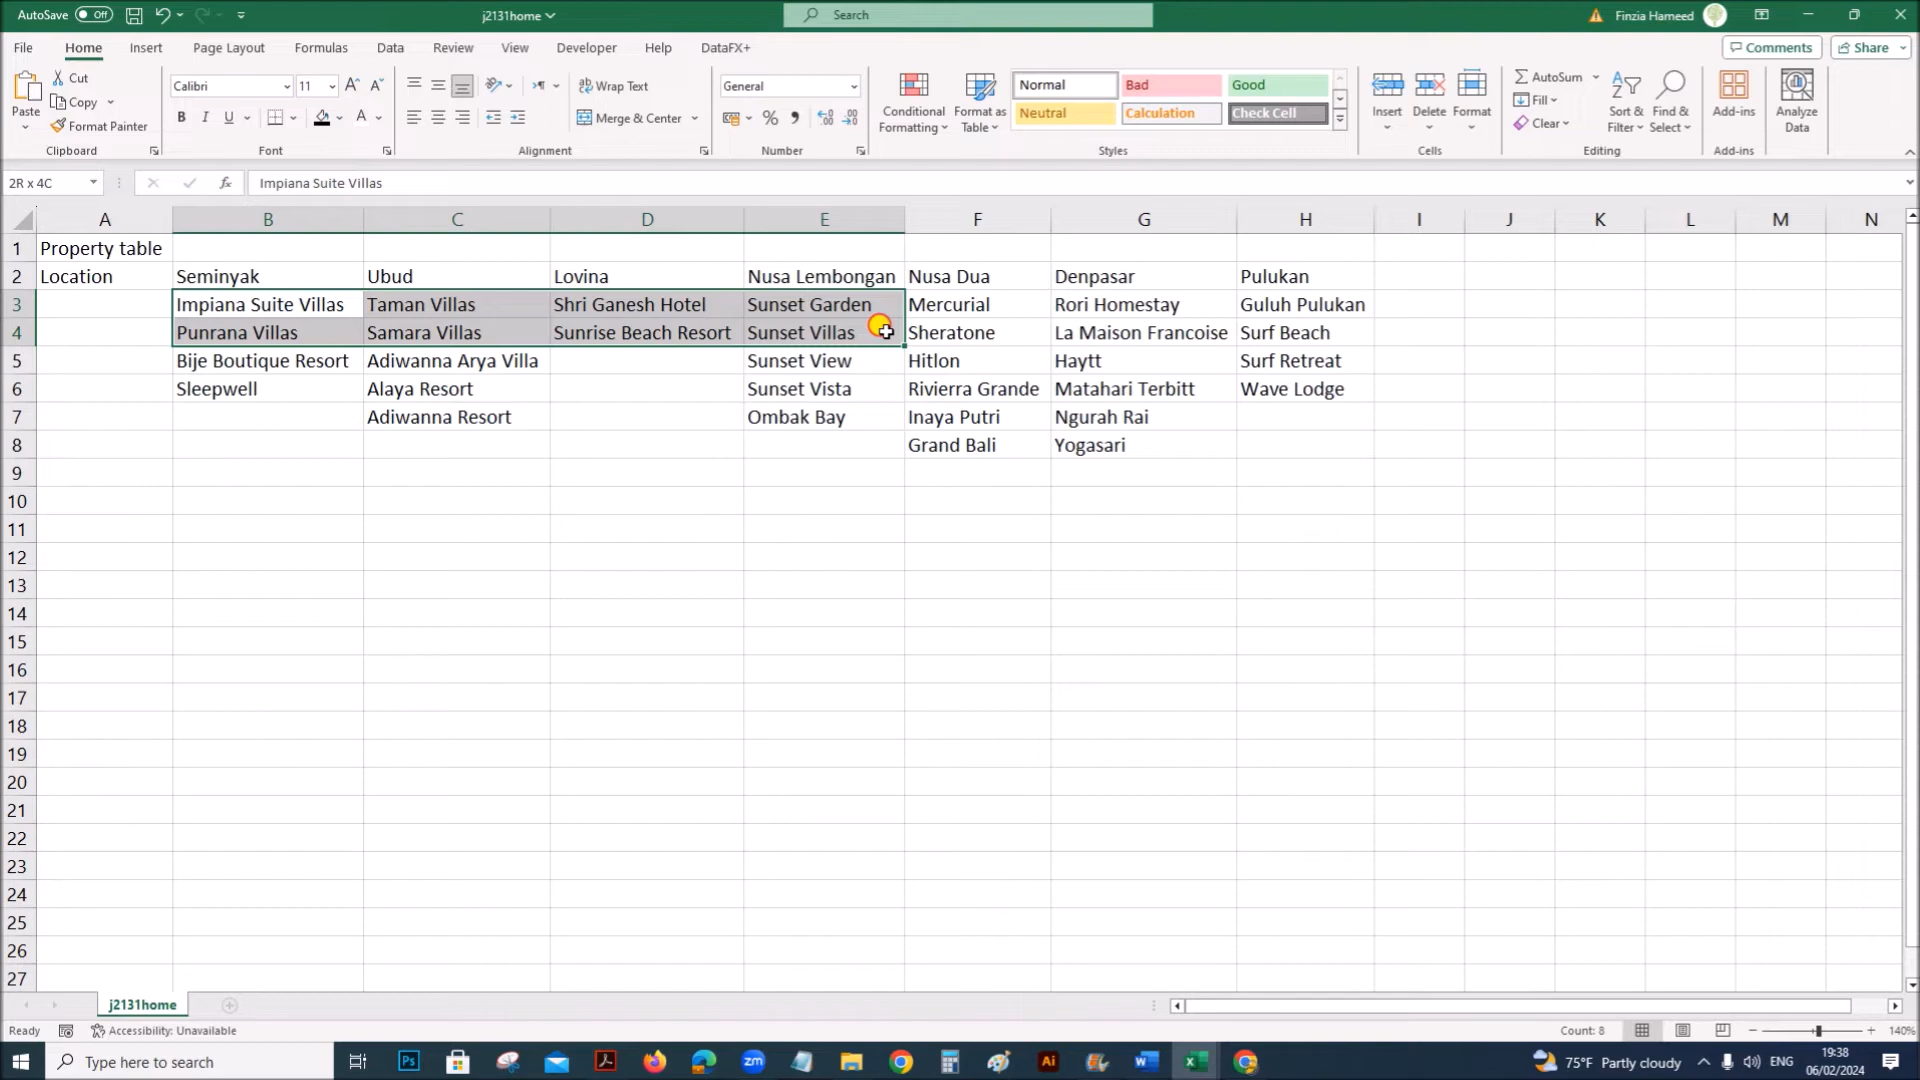 AutoSave Off j2131home Search Finzia Hameed
File Home Insert Page Layout Formulas Data Review View Developer Help DataFX+ Comments Share
Cut
Copy
Format Painter
Paste
Clipboard
Calibri 11
B I U A
Font
Wrap Text
Merge & Center
Alignment
General
%
Number
Conditional Formatting
Format as Table
Normal Bad Good
Neutral Calculation Check Cell
Styles
Insert Delete Format
Cells
AutoSum
Fill
Clear
Sort & Filter
Find & Select
Editing
Add-ins
Add-ins
Analyze Data
2R x 4C fx Impiana Suite Villas
A B C D E F G H I J K L M N
1 Property table
2 Location Seminyak Ubud Lovina Nusa Lembongan Nusa Dua Denpasar Pulukan
3 Impiana Suite Villas Taman Villas Shri Ganesh Hotel Sunset Garden Mercurial Rori Homestay Guluh Pulukan
4 Punrana Villas Samara Villas Sunrise Beach Resort Sunset Villas Sheratone La Maison Francoise Surf Beach
5 Bije Boutique Resort Adiwanna Arya Villa Sunset View Hitlon Haytt Surf Retreat
6 Sleepwell Alaya Resort Sunset Vista Rivierra Grande Matahari Terbitt Wave Lodge
7 Adiwanna Resort Ombak Bay Inaya Putri Ngurah Rai
8 Grand Bali Yogasari
9
10
11
12
13
14
15
16
17
18
19
20
21
22
23
24
25
26
27
j2131home
Ready Accessibility: Unavailable Count: 8 140%
Type here to search Ps zm Ai 75°F Partly cloudy ENG 19:38
06/02/2024